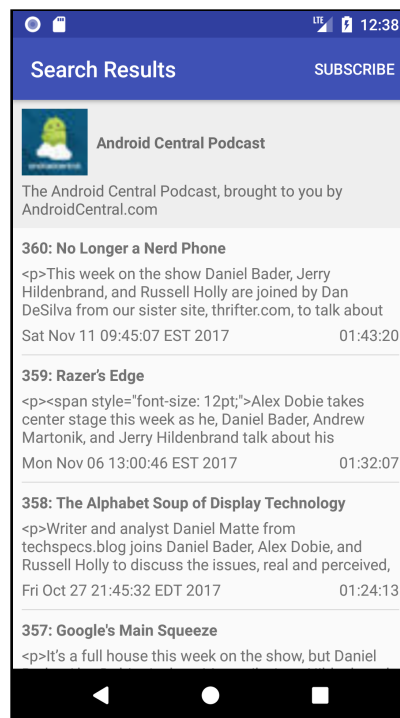 LTE 12:38
Search Results SUBSCRIBE
Android Central Podcast
The Android Central Podcast, brought to you by
AndroidCentral.com
360: No Longer a Nerd Phone
<p>This week on the show Daniel Bader, Jerry
Hildenbrand, and Russell Holly are joined by Dan
DeSilva from our sister site, thrifter.com, to talk about
Sat Nov 11 09:45:07 EST 2017 01:43:20
359: Razer’s Edge
<p><span style="font-size: 12pt;">Alex Dobie takes
center stage this week as he, Daniel Bader, Andrew
Martonik, and Jerry Hildenbrand talk about his
Mon Nov 06 13:00:46 EST 2017 01:32:07
358: The Alphabet Soup of Display Technology
<p>Writer and analyst Daniel Matte from
techspecs.blog joins Daniel Bader, Alex Dobie, and
Russell Holly to discuss the issues, real and perceived,
Fri Oct 27 21:45:32 EDT 2017 01:24:13
357: Google's Main Squeeze
<p>It’s a full house this week on the show, but Daniel